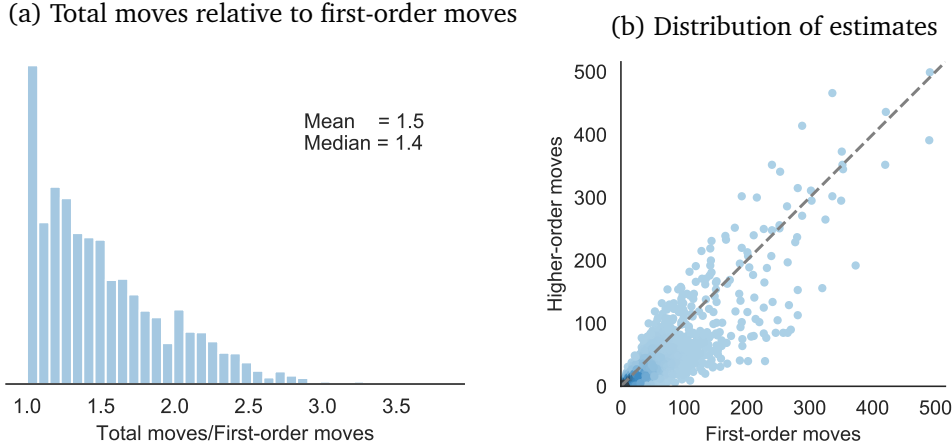 (a) Total moves relative to first-order moves
Mean = 1.5
Median = 1.4
1.0 1.5 2.0 2.5 3.0 3.5
Total moves/First-order moves
(b) Distribution of estimates
500
400
300
200
100
0
Higher-order moves
0 100 200 300 400 500
First-order moves